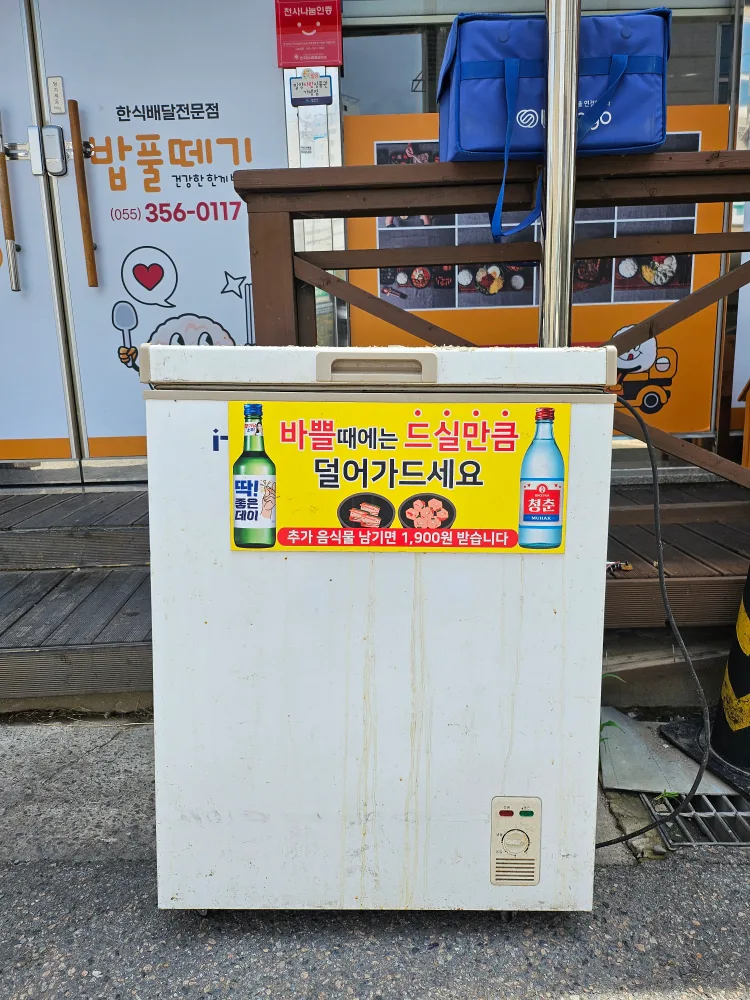 천사나눔인증
한식배달전문점
밥풀떼기
건강한한끼
(055) 356-0117
바쁠때에는 드실만큼
덜어가드세요
딱!
좋은
데이
청춘
MUHAK
추가 음식물 남기면 1,900원 받습니다